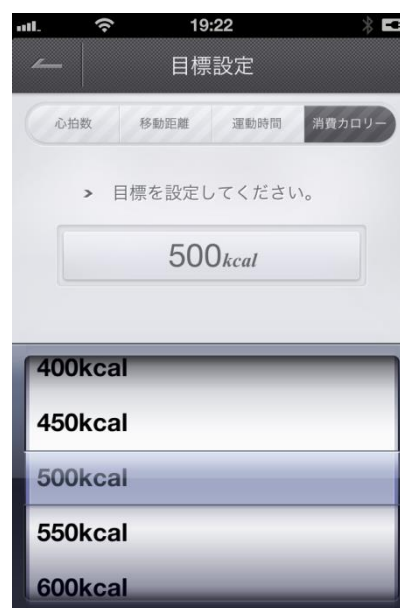 19:22
目標設定
心拍数 移動距離 運動時間 消費カロリー
> 目標を設定してください。
500kcal
400kcal
450kcal
500kcal
550kcal
600kcal